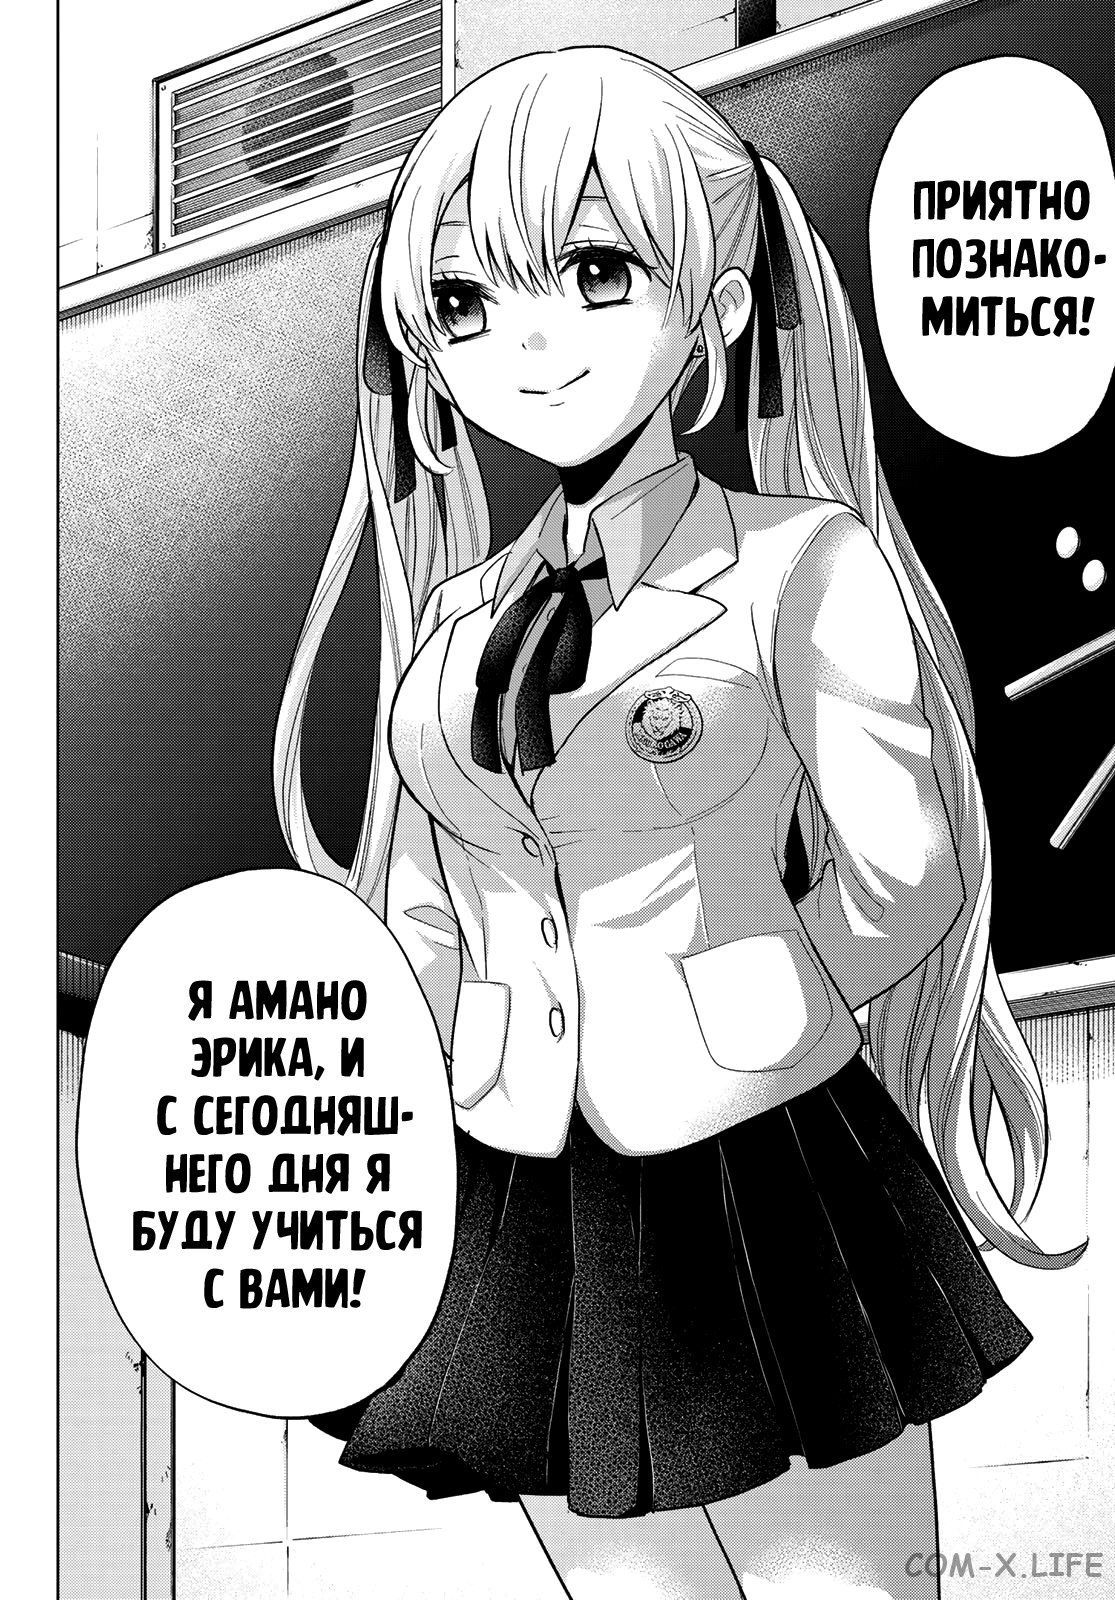 ПРИЯТНО
ПОЗНАКО-
МИТЬСЯ!
Я АМАНО
ЭРИКА, И
С СЕГОДНЯШ-
НЕГО ДНЯ Я
БУДУ УЧИТЬСЯ
С ВАМИ!
COM-X.LIFE